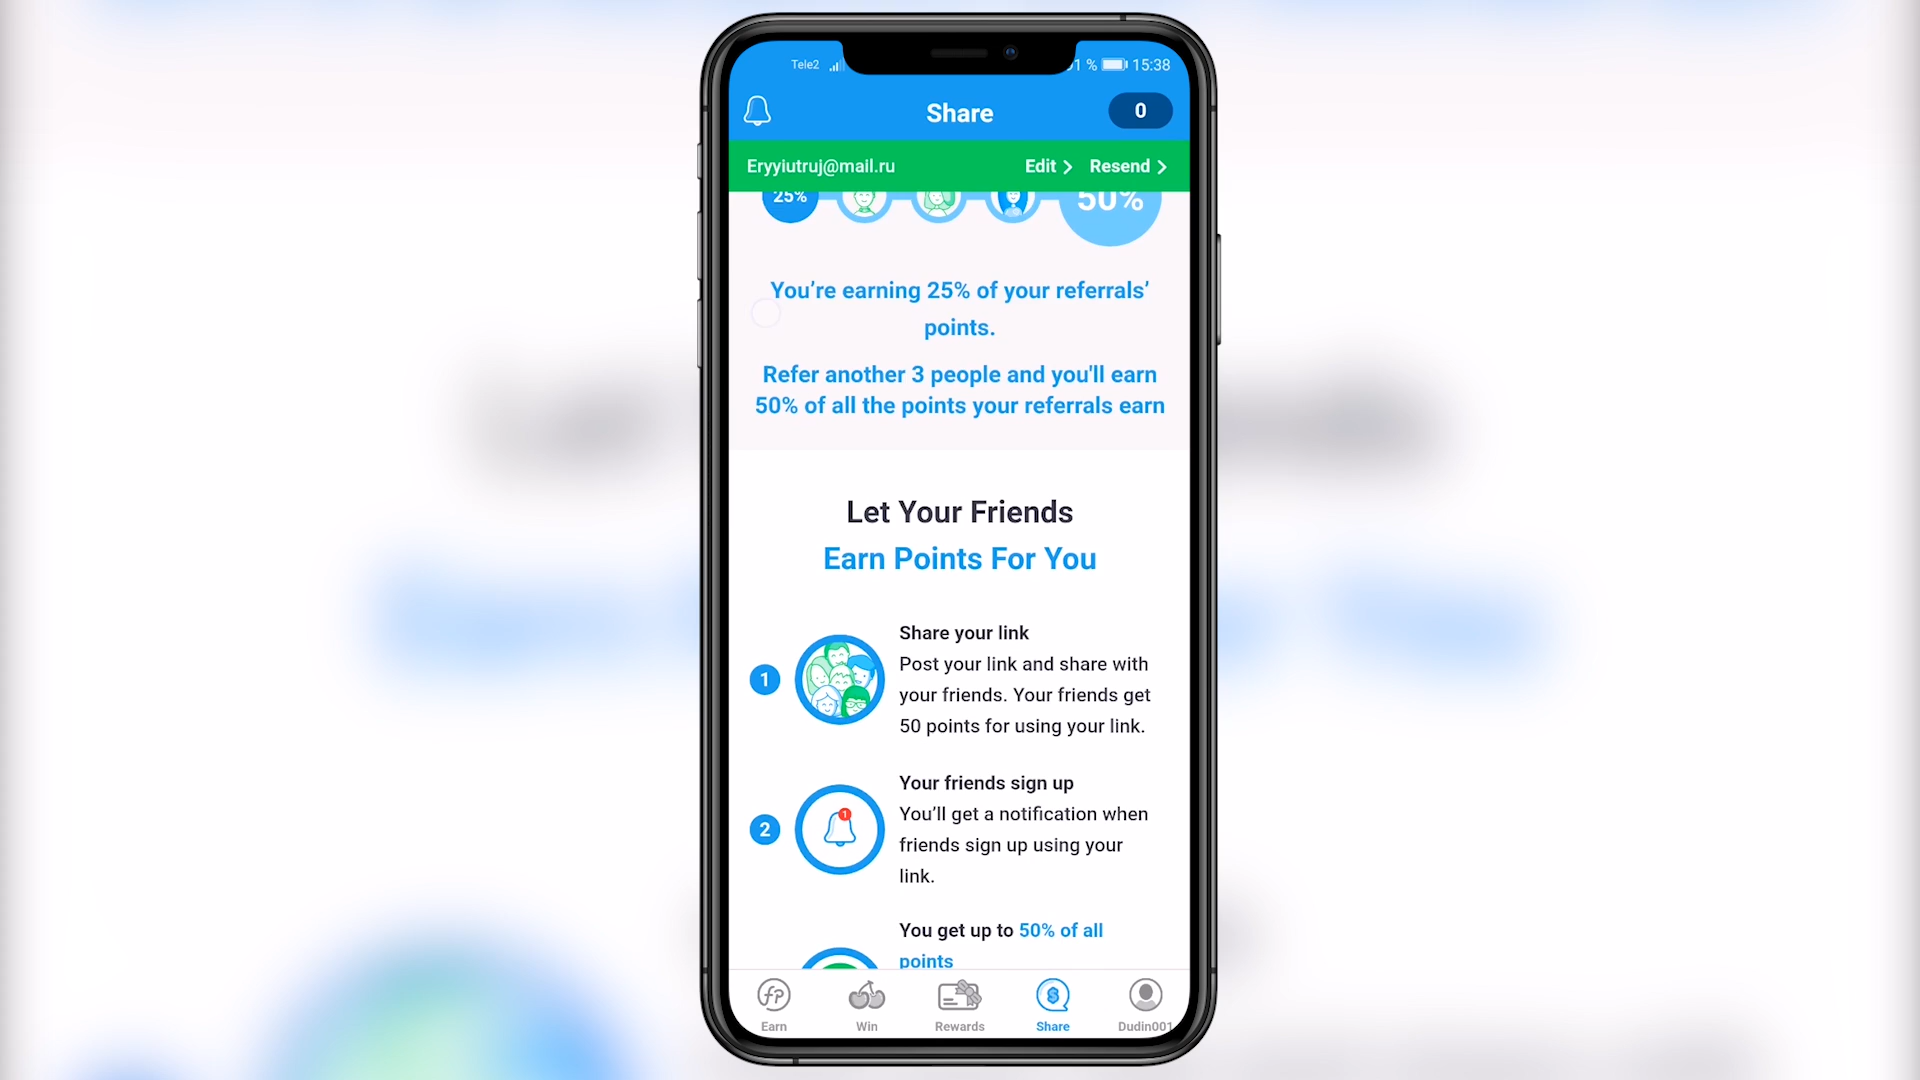 Tele2 1 % 15:38
Share 0
Eryyiutruj@mail.ru Edit Resend
25% 50%
You’re earning 25% of your referrals’
points.
Refer another 3 people and you'll earn
50% of all the points your referrals earn
Let Your Friends
Earn Points For You
Share your link
1 Post your link and share with
your friends. Your friends get
50 points for using your link.
Your friends sign up
2 1 You’ll get a notification when
friends sign up using your
link.
You get up to 50% of all
points
fP $
Earn Win Rewards Share Dudin001